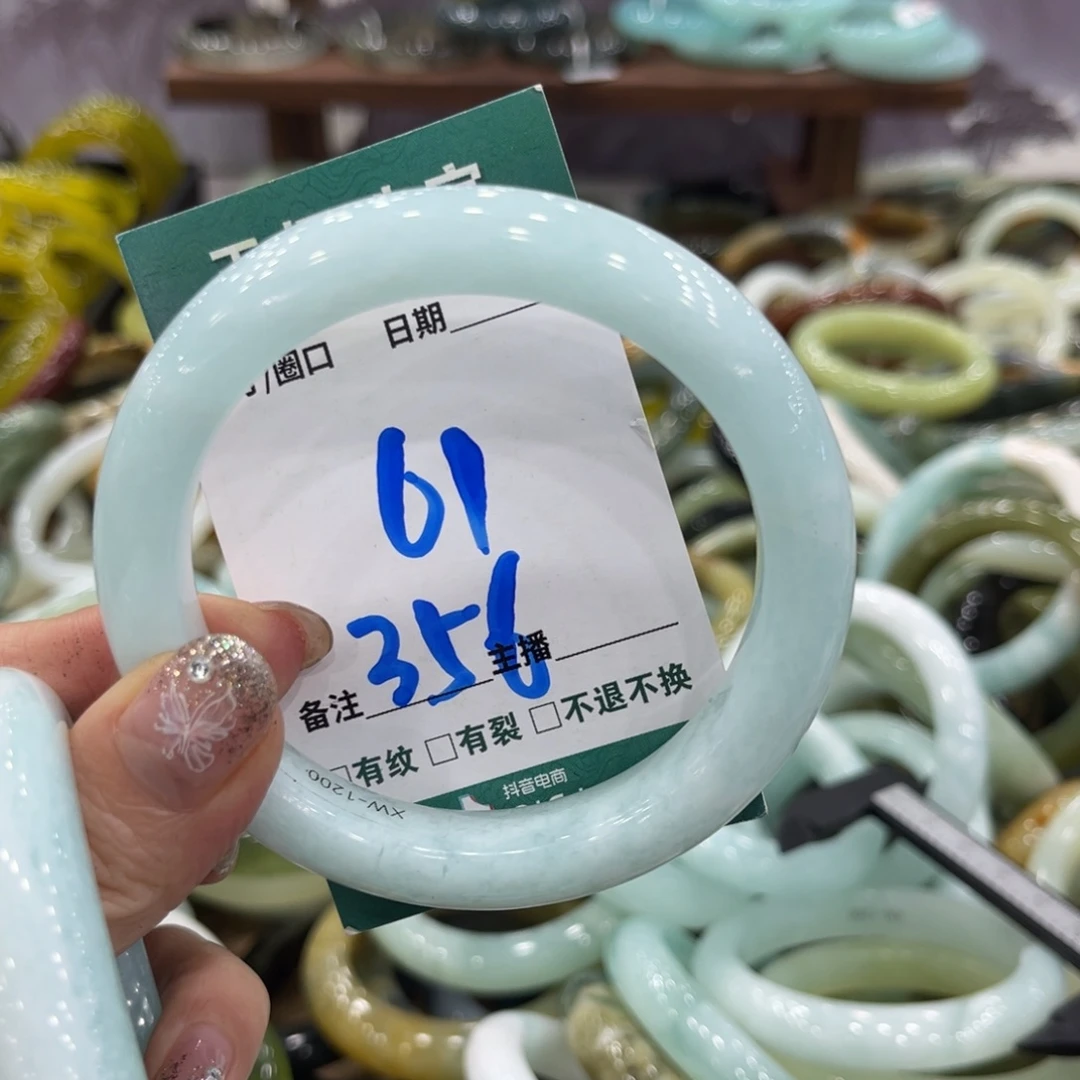 /圈口 日期
61
356
主播
备注
有纹 □有裂 □不退不换
抖音电商
XW-1200